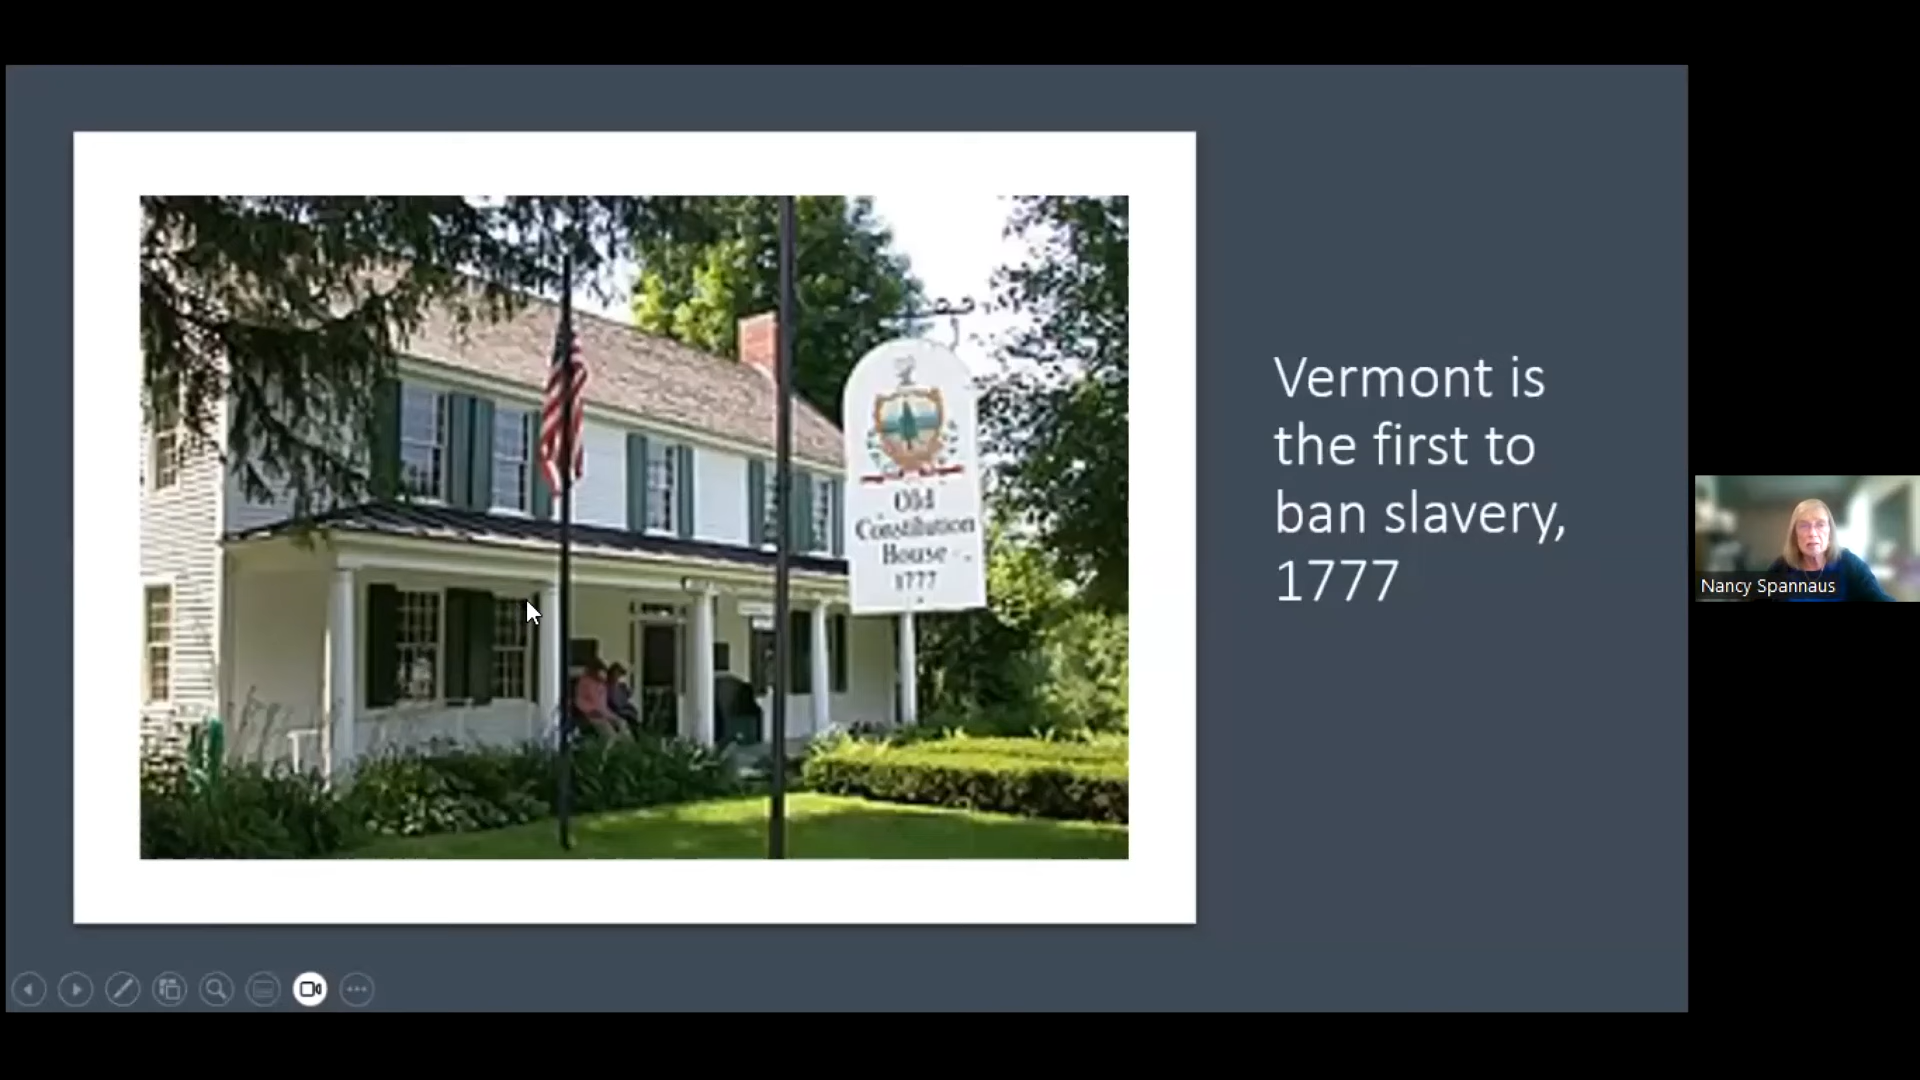 Old
Constitution
House
1777
Vermont is
the first to
ban slavery,
1777
Nancy Spannaus